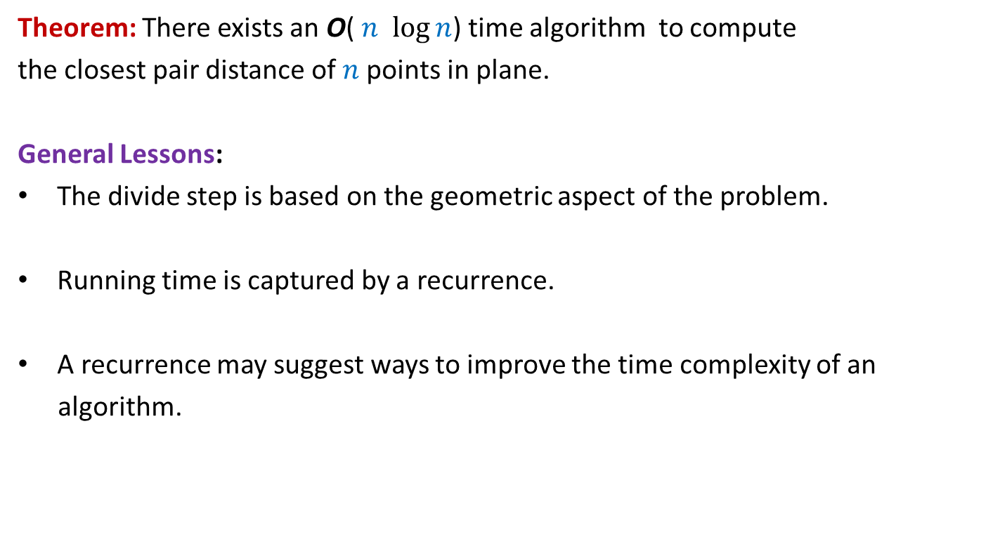 Theorem: There exists an O( n log n) time algorithm to compute
the closest pair distance of n points in plane.
General Lessons:
• The divide step is based on the geometric aspect of the problem.
• Running time is captured by a recurrence.
• A recurrence may suggest ways to improve the time complexity of an
algorithm.